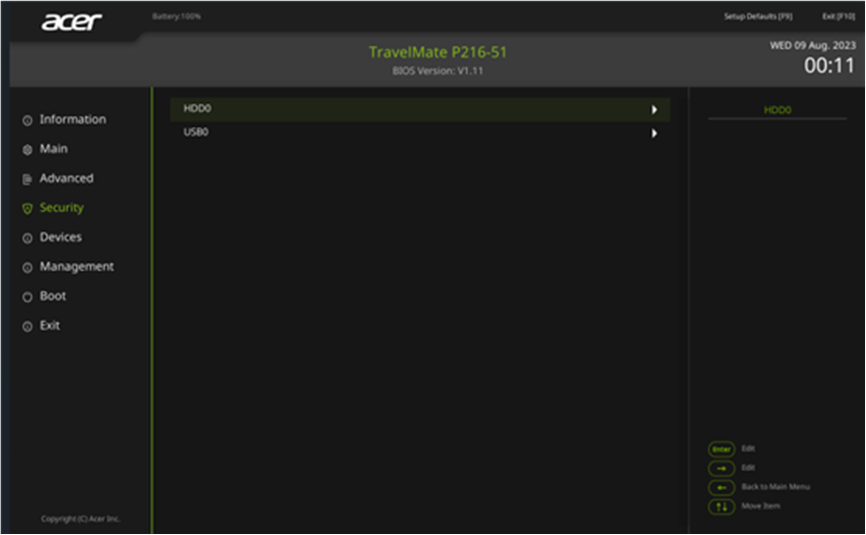 acer
Battery:100%
Setup Defaults [F9] Exit [F10]
TravelMate P216-51
BIOS Version: V1.11
WED 09 Aug. 2023
00:11
Information
Main
Advanced
Security
Devices
Management
Boot
Exit
Copyright (C) Acer Inc.
HDD0
USB0
HDD0
Enter Edit
→ Edit
← Back to Main Menu
↑↓ Move Item